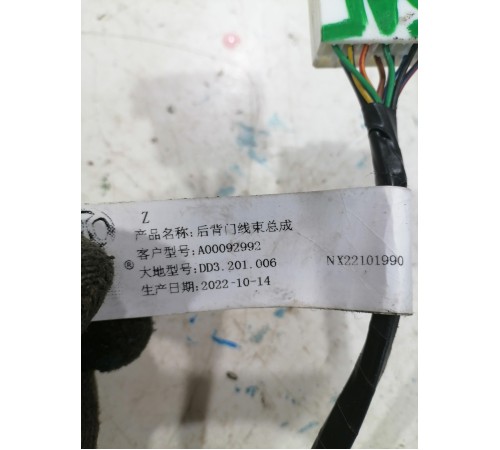 Z
产品名称:后背门线束总成
客户型号:A00092992
® 大地型号:DD3.201.006
生产日期:2022-10-14
NX22101990